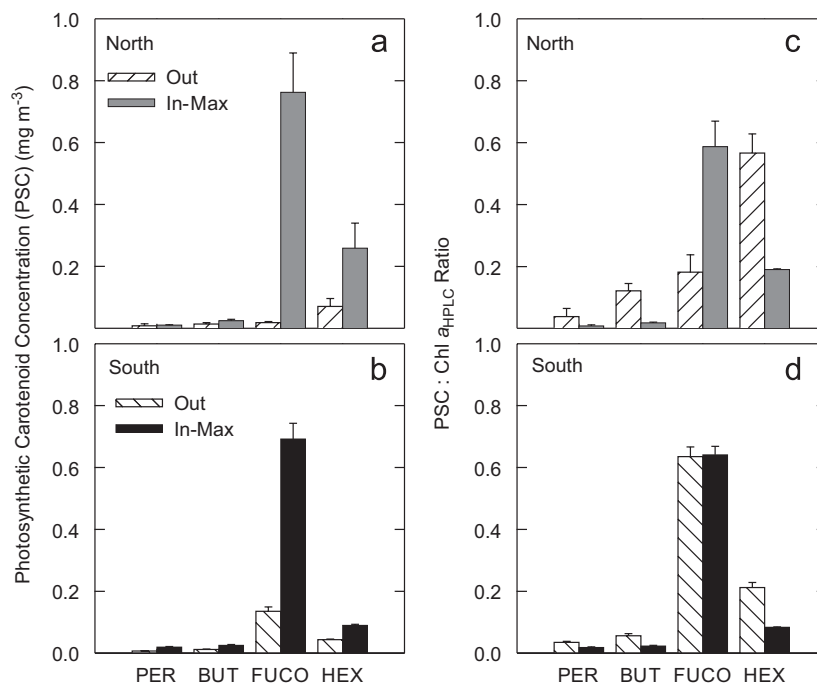 Photosynthetic Carotenoid Concentration (PSC) (mg m-3)
1.0
0.8
0.6
0.4
0.2
North
a
Out
In-Max
1.0
0.8
0.6
0.4
0.2
0.0
South
b
Out
In-Max
PER BUT FUCO HEX
PSC : Chl aHPLC Ratio
1.0
0.8
0.6
0.4
0.2
North
c
1.0
0.8
0.6
0.4
0.2
0.0
South
d
PER BUT FUCO HEX